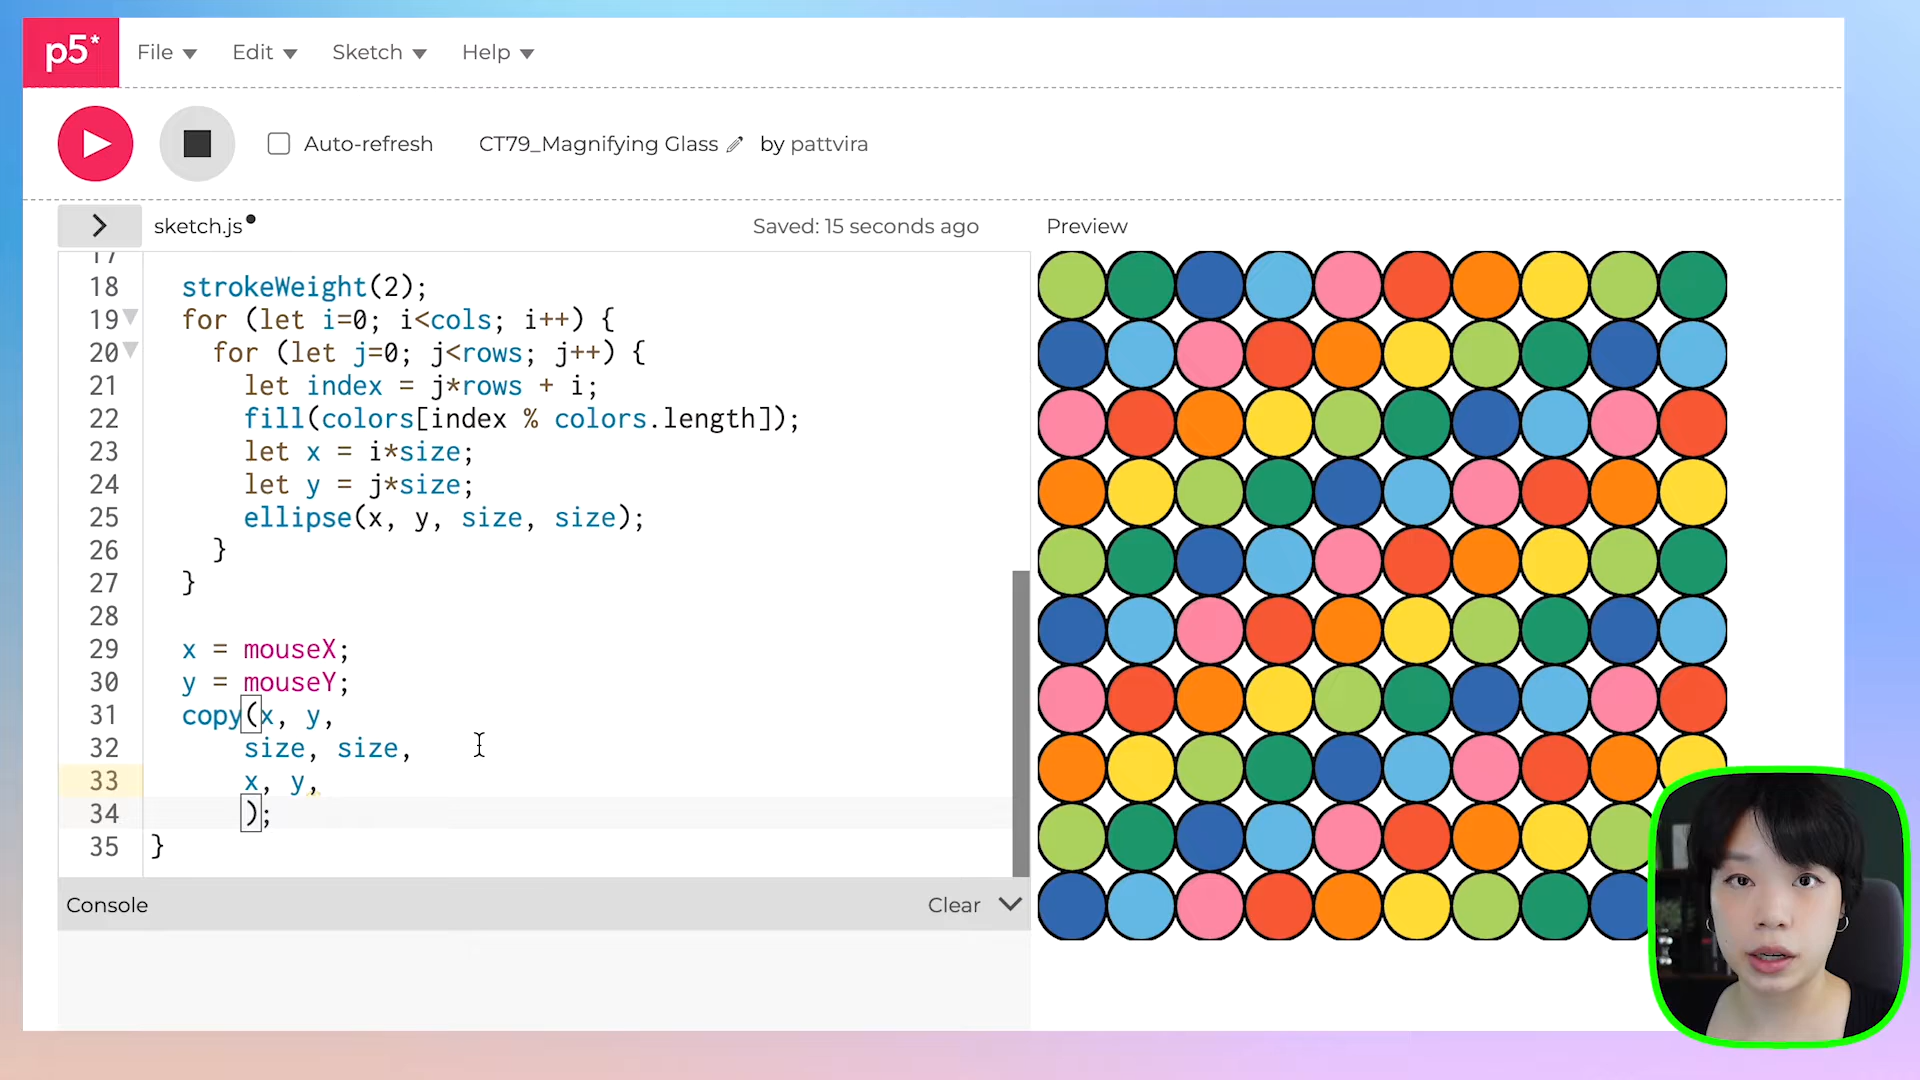 p5*
File Edit Sketch Help
Auto-refresh CT79_Magnifying Glass by pattvira
sketch.js Saved: 15 seconds ago Preview
17
18 strokeWeight(2);
19 for (let i=0; i<cols; i++) {
20 for (let j=0; j<rows; j++) {
21 let index = j*rows + i;
22 fill(colors[index % colors.length]);
23 let x = i*size;
24 let y = j*size;
25 ellipse(x, y, size, size);
26 }
27 }
28
29 x = mouseX;
30 y = mouseY;
31 copy(x, y,
32 size, size,
33 x, y,
34 );
35 }
Console Clear